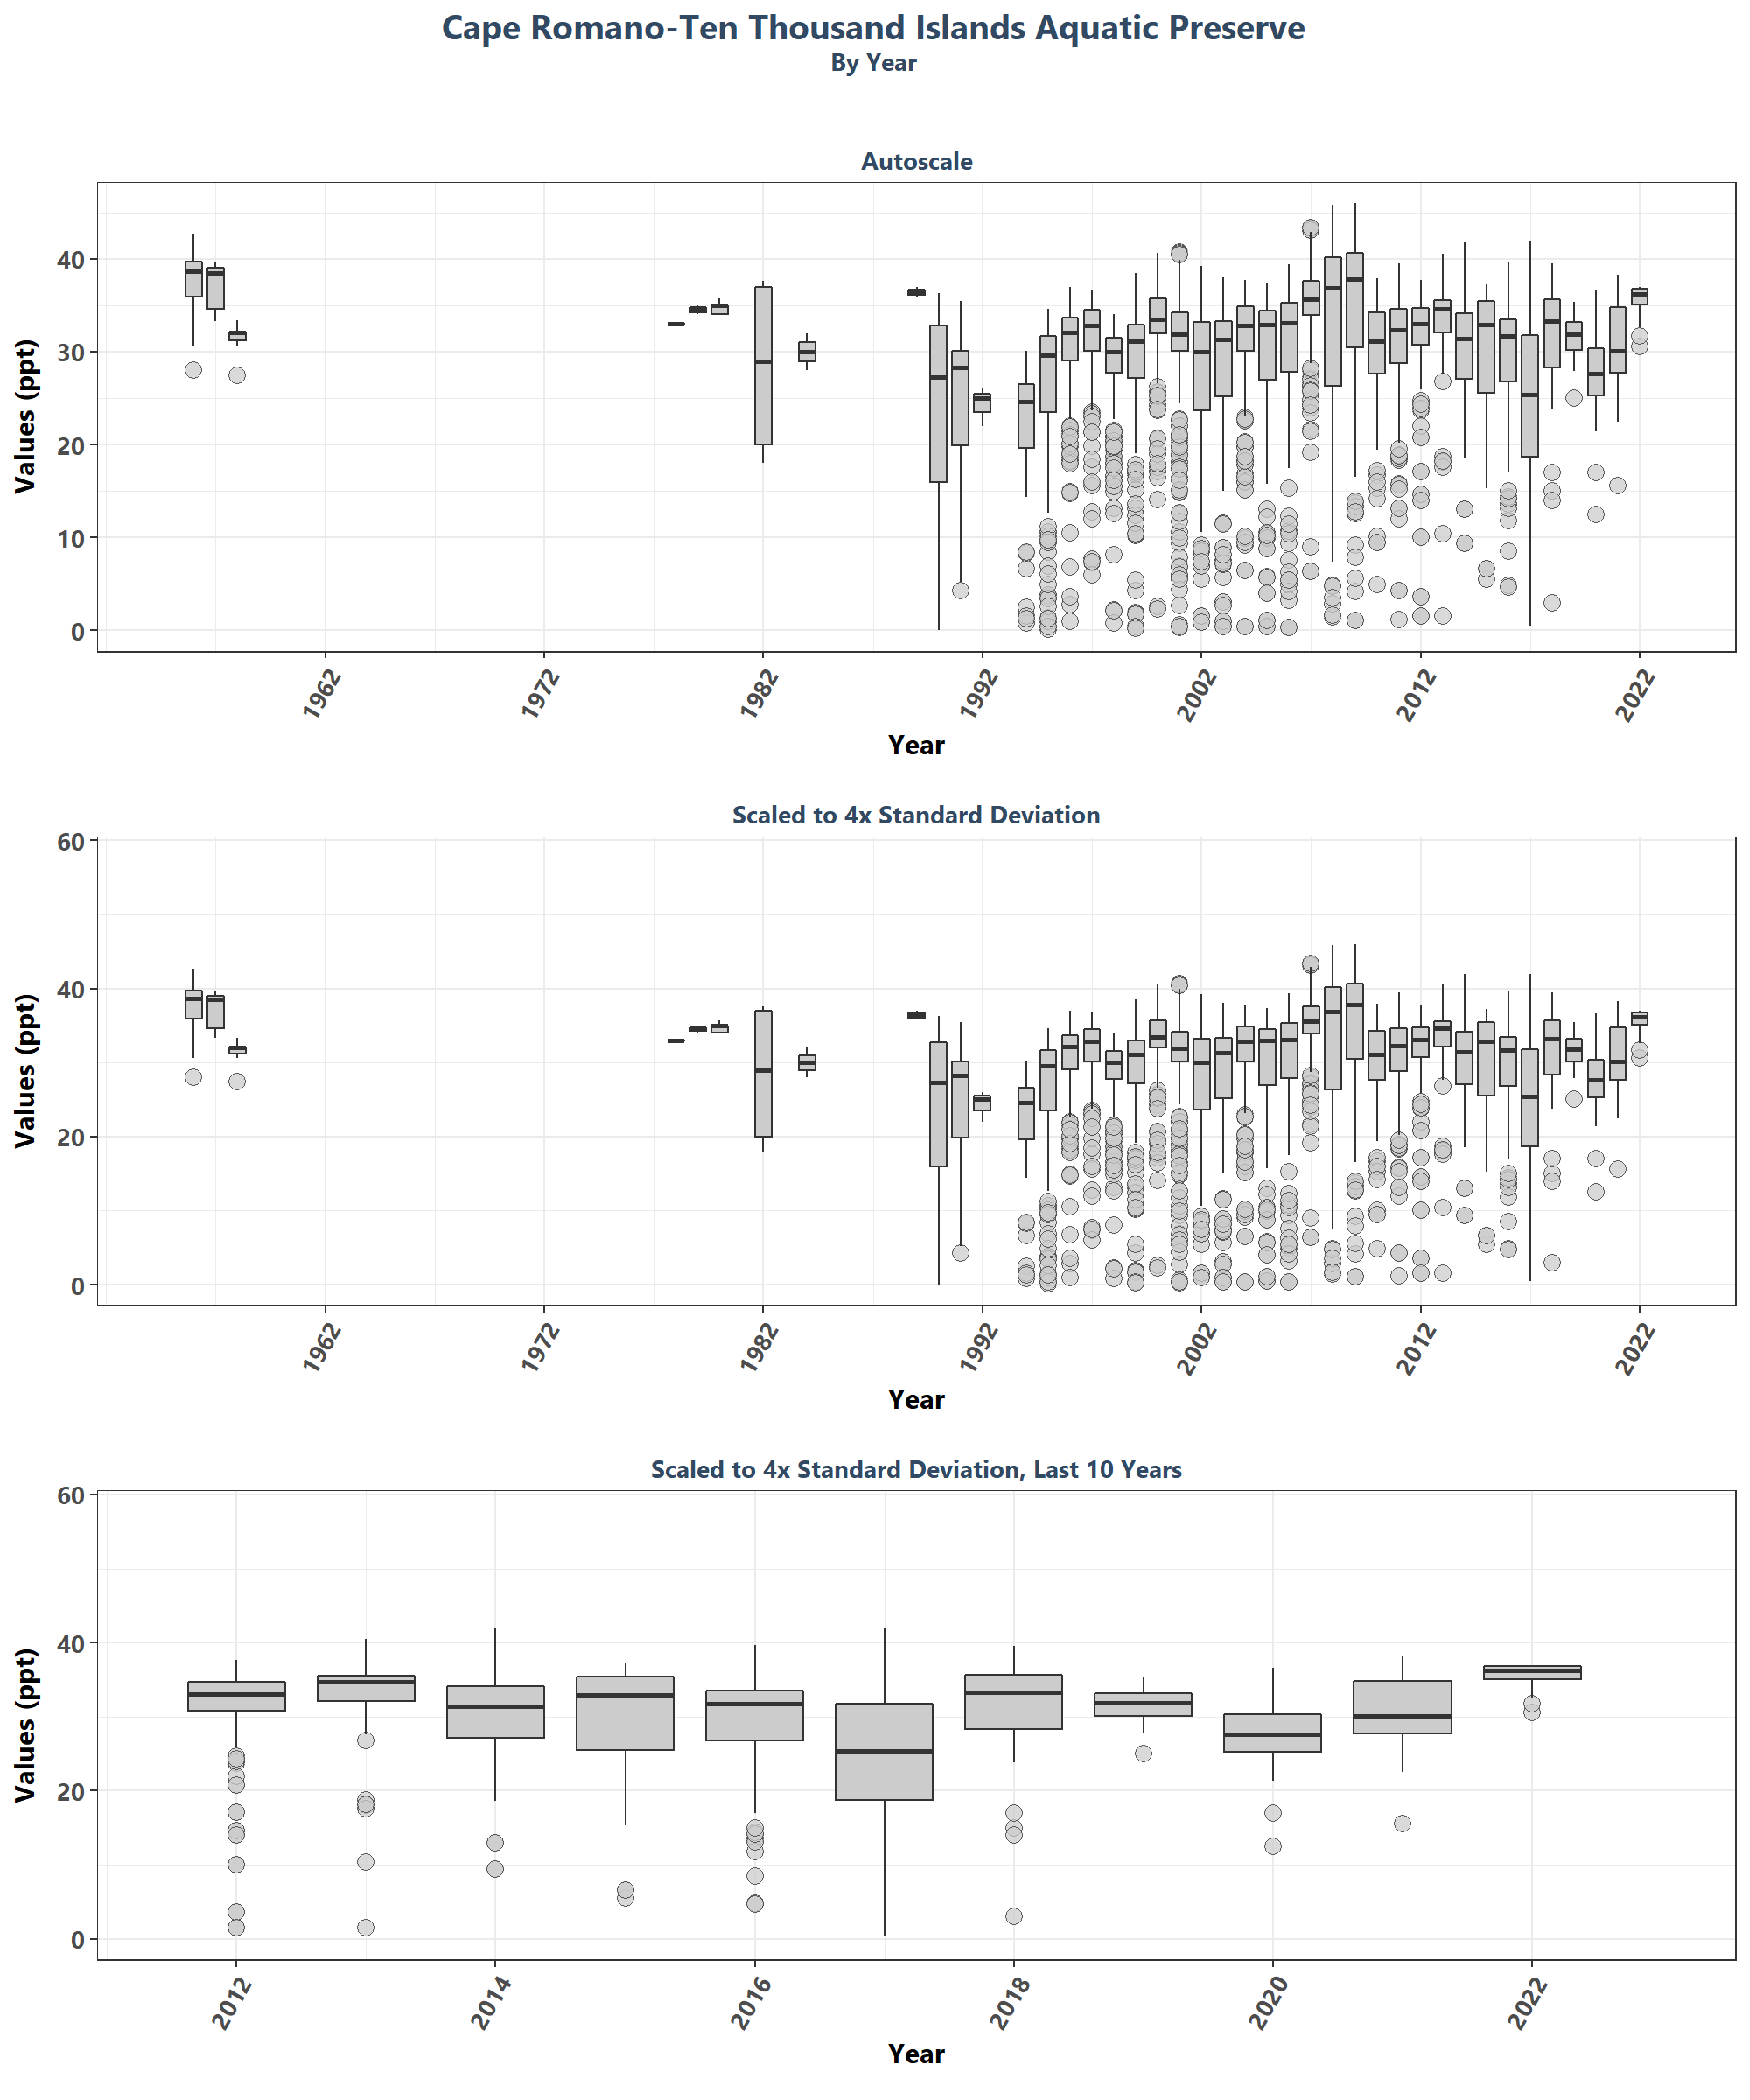 Cape Romano-Ten Thousand Islands Aquatic Preserve
By Year
Autoscale
Values (ppt)
40
30
20
10
0
1962 1972 1982 1992 2002 2012 2022
Year
Scaled to 4x Standard Deviation
Values (ppt)
60
40
20
0
1962 1972 1982 1992 2002 2012 2022
Year
Scaled to 4x Standard Deviation, Last 10 Years
Values (ppt)
60
40
20
0
2012 2014 2016 2018 2020 2022
Year